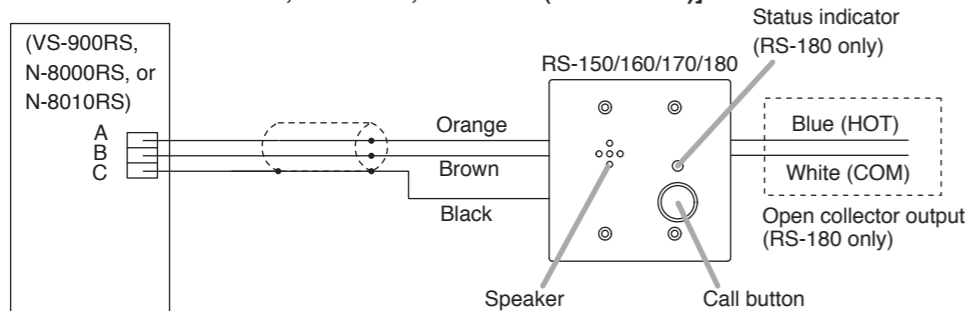 (VS-900RS,
N-8000RS, or
N-8010RS)
A
B
C
Orange
Brown
Black
RS-150/160/170/180
Status indicator
(RS-180 only)
Blue (HOT)
White (COM)
Open collector output
(RS-180 only)
Speaker
Call button